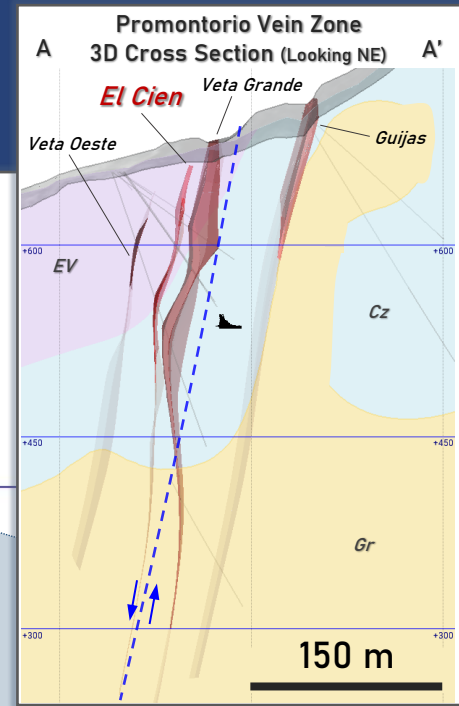 Promontorio Vein Zone
A
3D Cross Section (Looking NE)
A'
Veta Grande
El Cien
Guijas
Veta Oeste
+600
+600
EV
Cz
+450
+450
Gr
+300
+300
150 m